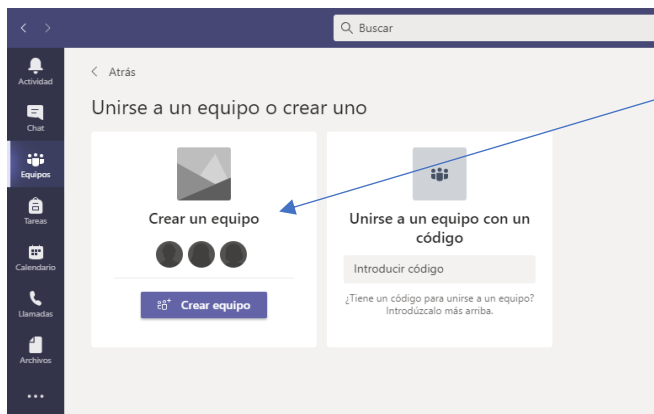 Buscar
Actividad
Chat
Equipos
Tareas
Calendario
Llamadas
Archivos
Atrás
Unirse a un equipo o crear uno
Crear un equipo
Crear equipo
Unirse a un equipo con un
código
Introducir código
¿Tiene un código para unirse a un equipo?
Introdúzcalo más arriba.